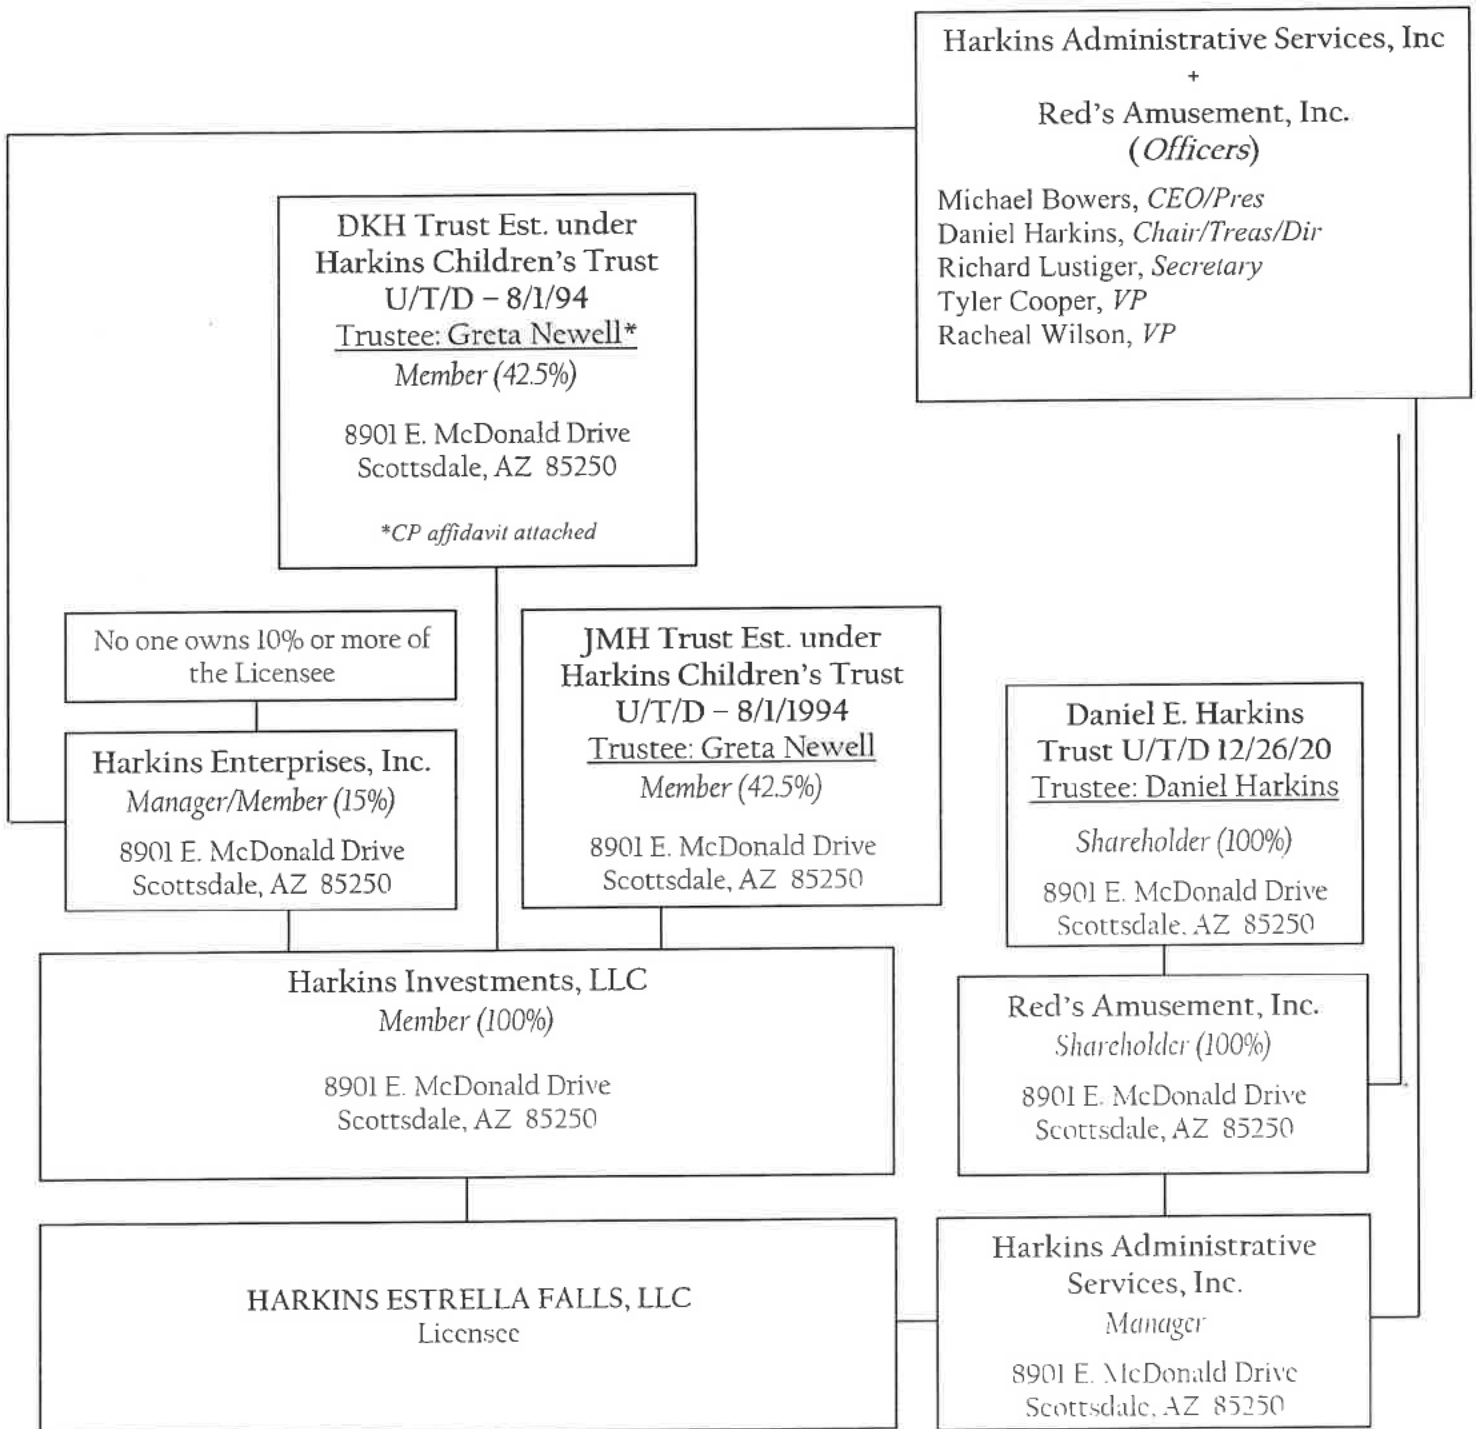 Harkins Administrative Services, Inc
+
Red's Amusement, Inc.
(Officers)
Michael Bowers, CEO/Pres
Daniel Harkins, Chair/Treas/Dir
Richard Lustiger, Secretary
Tyler Cooper, VP
Racheal Wilson, VP
DKH Trust Est. under
Harkins Children's Trust
U/T/D – 8/1/94
Trustee: Greta Newell*
Member (42.5%)
8901 E. McDonald Drive
Scottsdale, AZ 85250
*CP affidavit attached
No one owns 10% or more of
the Licensee
Harkins Enterprises, Inc.
Manager/Member (15%)
8901 E. McDonald Drive
Scottsdale, AZ 85250
JMH Trust Est. under
Harkins Children's Trust
U/T/D – 8/1/1994
Trustee: Greta Newell
Member (42.5%)
8901 E. McDonald Drive
Scottsdale, AZ 85250
Daniel E. Harkins
Trust U/T/D 12/26/20
Trustee: Daniel Harkins
Shareholder (100%)
8901 E. McDonald Drive
Scottsdale, AZ 85250
Harkins Investments, LLC
Member (100%)
8901 E. McDonald Drive
Scottsdale, AZ 85250
Red's Amusement, Inc.
Shareholder (100%)
8901 E. McDonald Drive
Scottsdale, AZ 85250
HARKINS ESTRELLA FALLS, LLC
Licensee
Harkins Administrative
Services, Inc.
Manager
8901 E. McDonald Drive
Scottsdale, AZ 85250